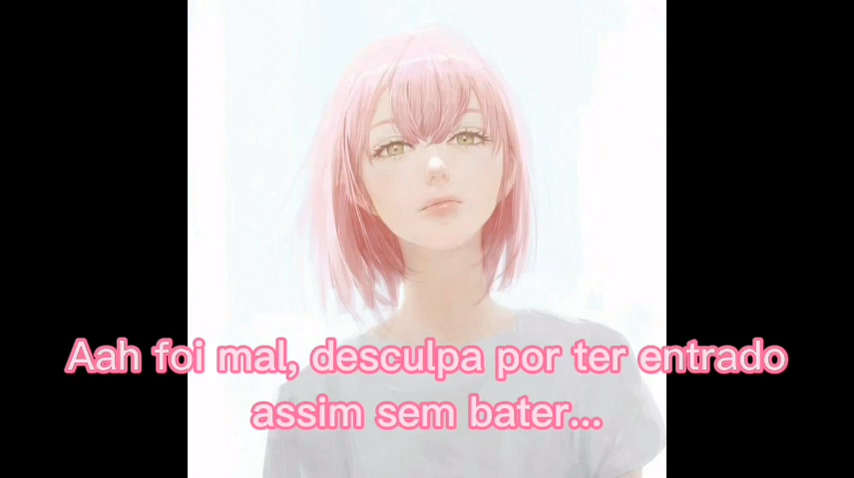 Aah foi mal, desculpa por ter entrado
assim sem bater...